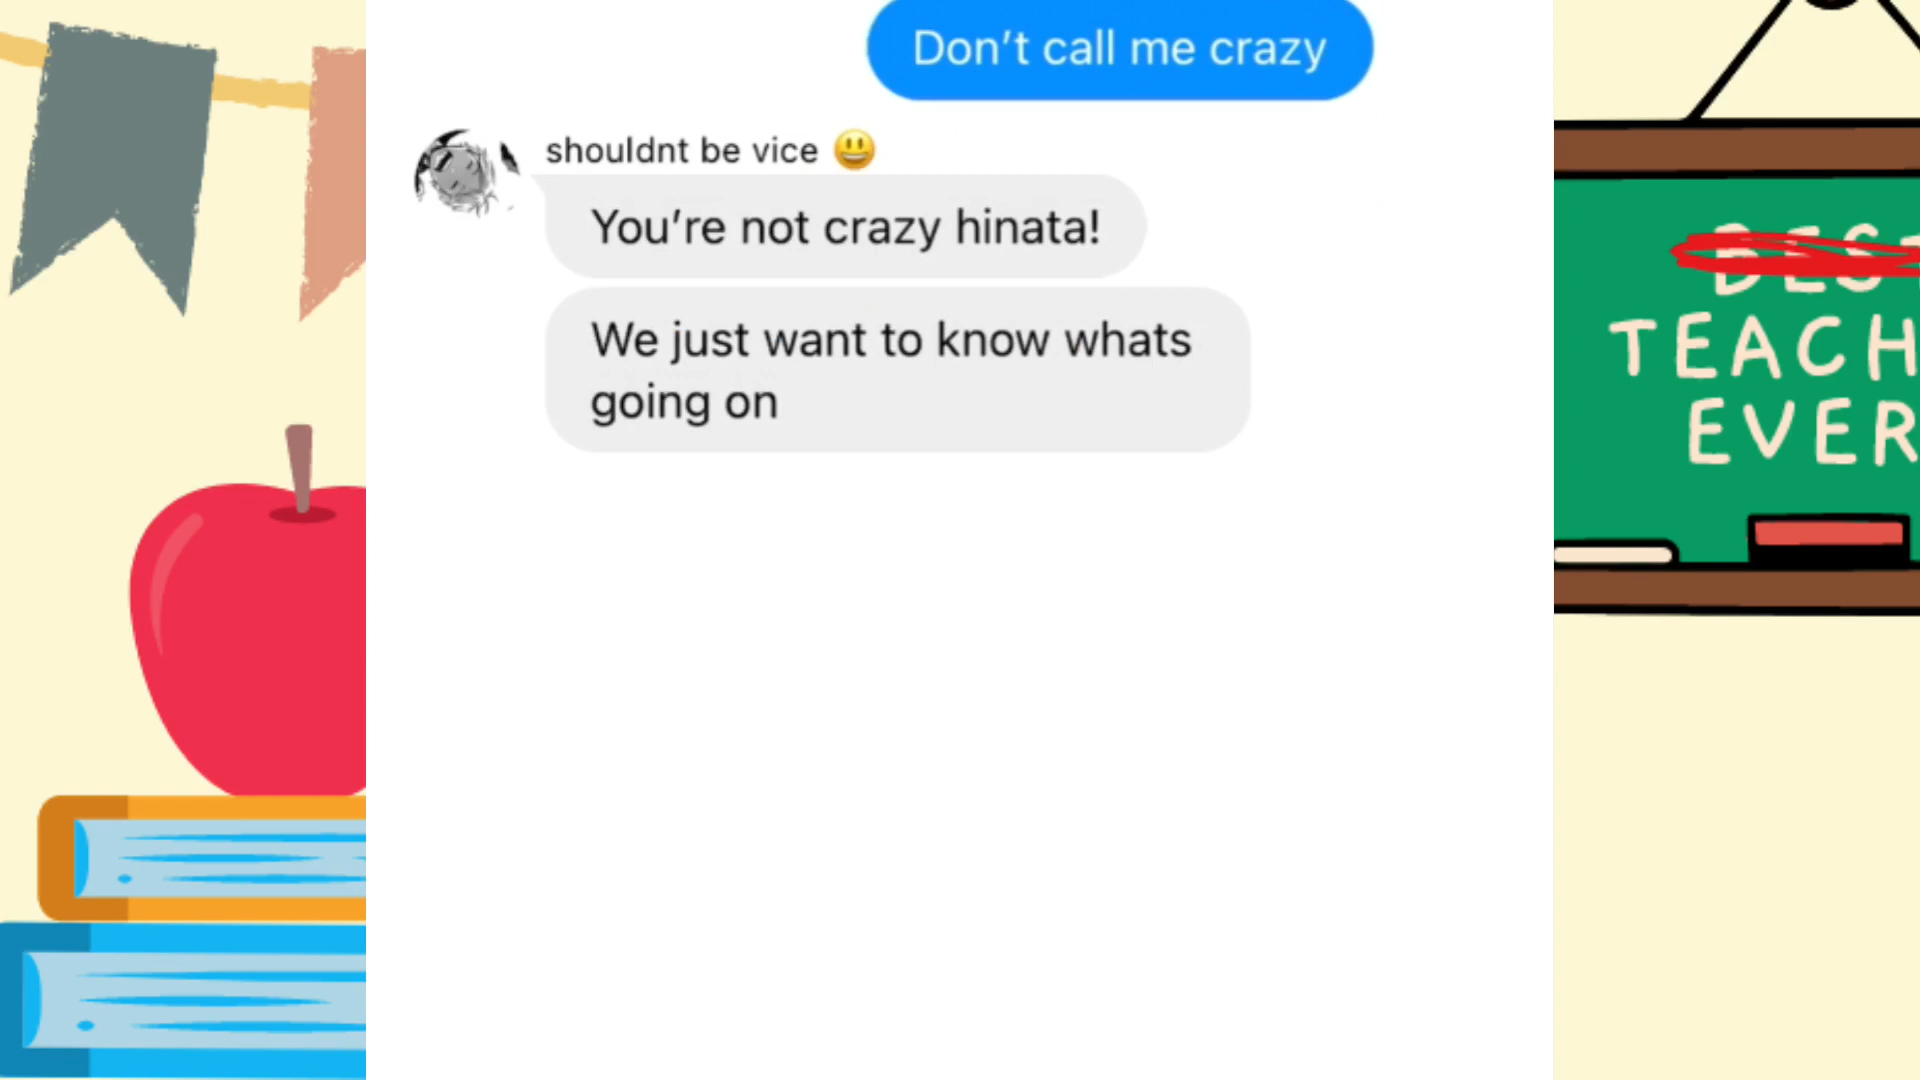 Don't call me crazy
shouldnt be vice 😃
You're not crazy hinata!
We just want to know whats
going on
BEST
TEACH
EVER